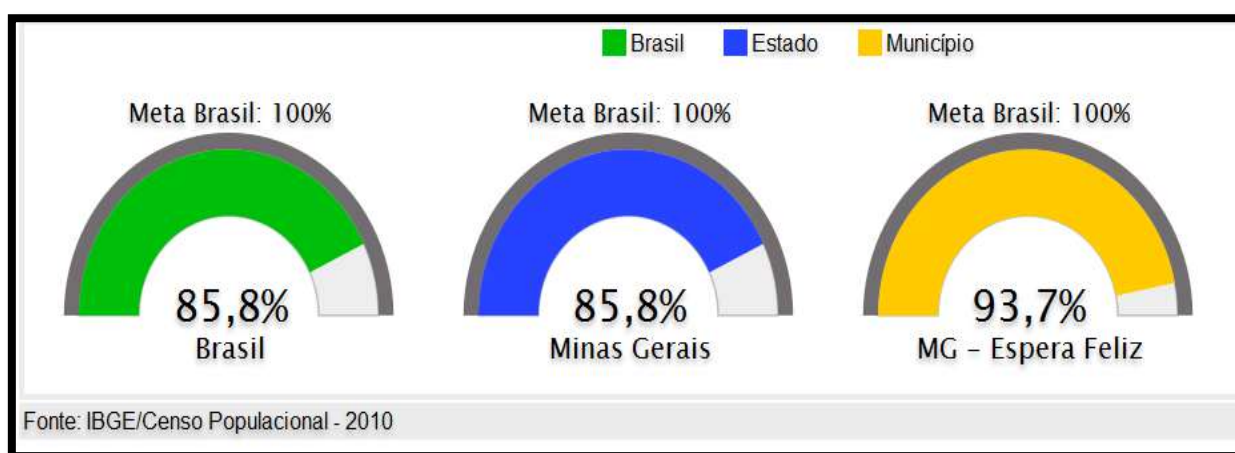 Brasil Estado Município
Meta Brasil: 100% Meta Brasil: 100% Meta Brasil: 100%
85,8% 85,8% 93,7%
Brasil Minas Gerais MG – Espera Feliz
Fonte: IBGE/Censo Populacional - 2010